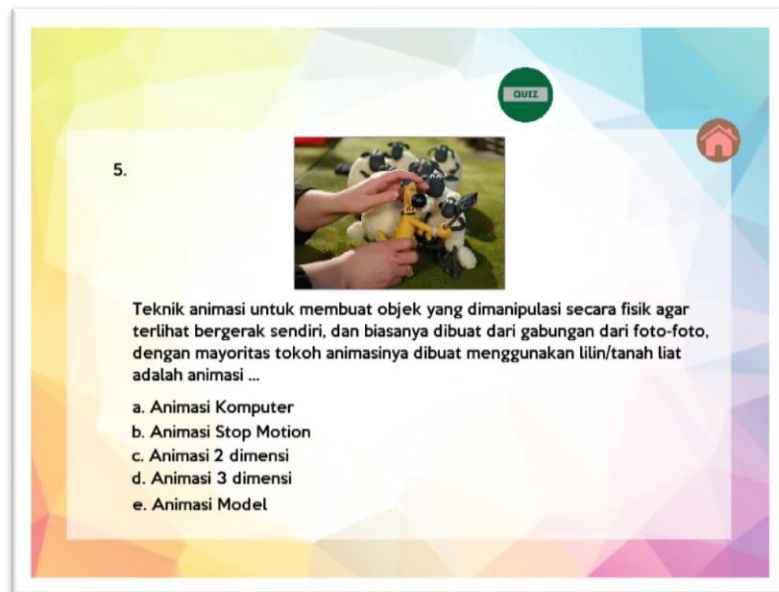 QUIZ
5.
Teknik animasi untuk membuat objek yang dimanipulasi secara fisik agar
terlihat bergerak sendiri, dan biasanya dibuat dari gabungan dari foto-foto,
dengan mayoritas tokoh animasinya dibuat menggunakan lilin/tanah liat
adalah animasi ...
a. Animasi Komputer
b. Animasi Stop Motion
c. Animasi 2 dimensi
d. Animasi 3 dimensi
e. Animasi Model